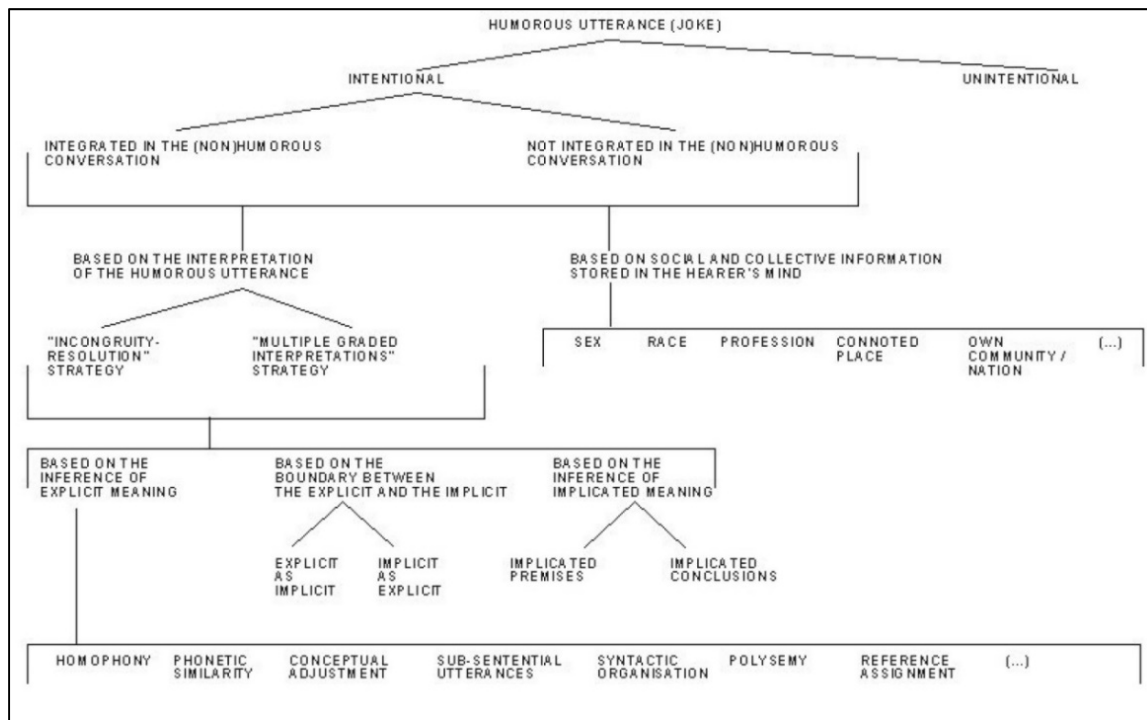 HUMOROUS UTTERANCE (JOKE)
INTENTIONAL
UNINTENTIONAL
INTEGRATED IN THE (NON)HUMOROUS
CONVERSATION
NOT INTEGRATED IN THE (NON)HUMOROUS
CONVERSATION
BASED ON THE INTERPRETATION
OF THE HUMOROUS UTTERANCE
BASED ON SOCIAL AND COLLECTIVE INFORMATION
STORED IN THE HEARER'S MIND
"INCONGRUITY-
RESOLUTION"
STRATEGY
"MULTIPLE GRADED
INTERPRETATIONS"
STRATEGY
SEX
RACE
PROFESSION
CONNOTED
PLACE
OWN
COMMUNITY /
NATION
(...)
BASED ON THE
INFERENCE OF
EXPLICIT MEANING
BASED ON THE
BOUNDARY BETWEEN
THE EXPLICIT AND THE IMPLICIT
BASED ON THE
INFERENCE OF
IMPLICATED MEANING
EXPLICIT
AS
IMPLICIT
IMPLICIT
AS
EXPLICIT
IMPLICATED
PREMISES
IMPLICATED
CONCLUSIONS
HOMOPHONY
PHONETIC
SIMILARITY
CONCEPTUAL
ADJUSTMENT
SUB-SENTENTIAL
UTTERANCES
SYNTACTIC
ORGANISATION
POLYSEMY
REFERENCE
ASSIGNMENT
(...)